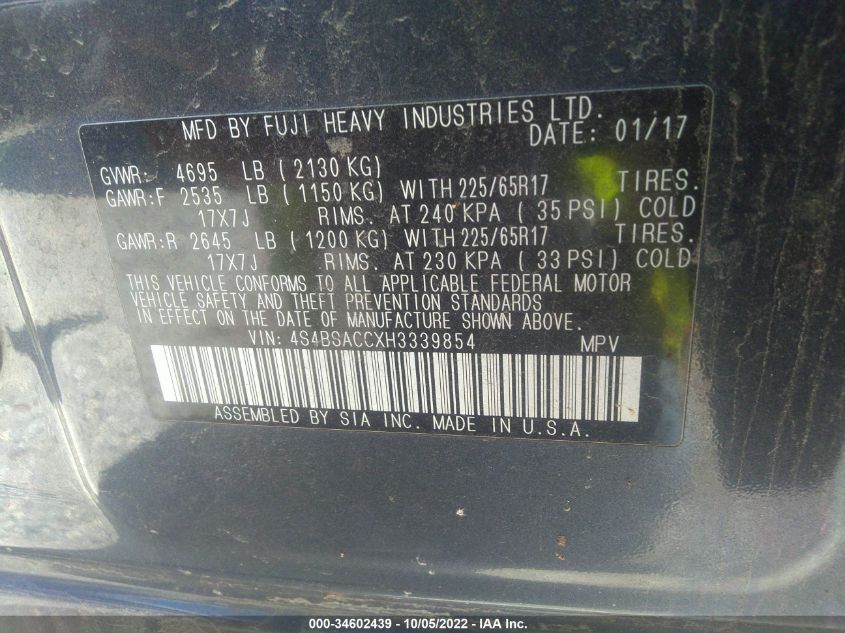 MFD BY FUJI HEAVY INDUSTRIES LTD.
DATE: 01/17
GVWR: 4695 LB ( 2130 KG)
GAWR:F 2535 LB ( 1150 KG) WITH 225/65R17 TIRES.
17X7J RIMS. AT 240 KPA ( 35 PSI) COLD
GAWR:R 2645 LB ( 1200 KG) WITH 225/65R17 TIRES.
17X7J RIMS. AT 230 KPA ( 33 PSI) COLD
THIS VEHICLE CONFORMS TO ALL APPLICABLE FEDERAL MOTOR
VEHICLE SAFETY AND THEFT PREVENTION STANDARDS
IN EFFECT ON THE DATE OF MANUFACTURE SHOWN ABOVE.
VIN: 4S4BSACCXH3339854 MPV
ASSEMBLED BY SIA INC. MADE IN U.S.A.
000-34602439 - 10/05/2022 - IAA Inc.